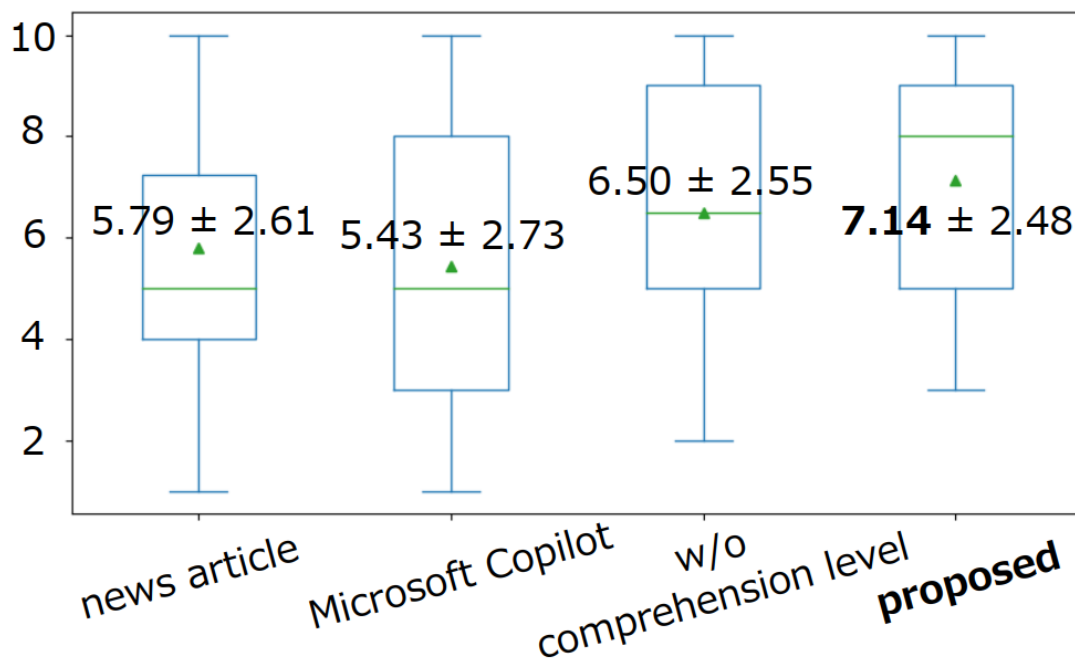 10
8
6
4
2
5.79 ± 2.61
5.43 ± 2.73
6.50 ± 2.55
7.14 ± 2.48
news article
Microsoft Copilot
w/o
comprehension level
proposed